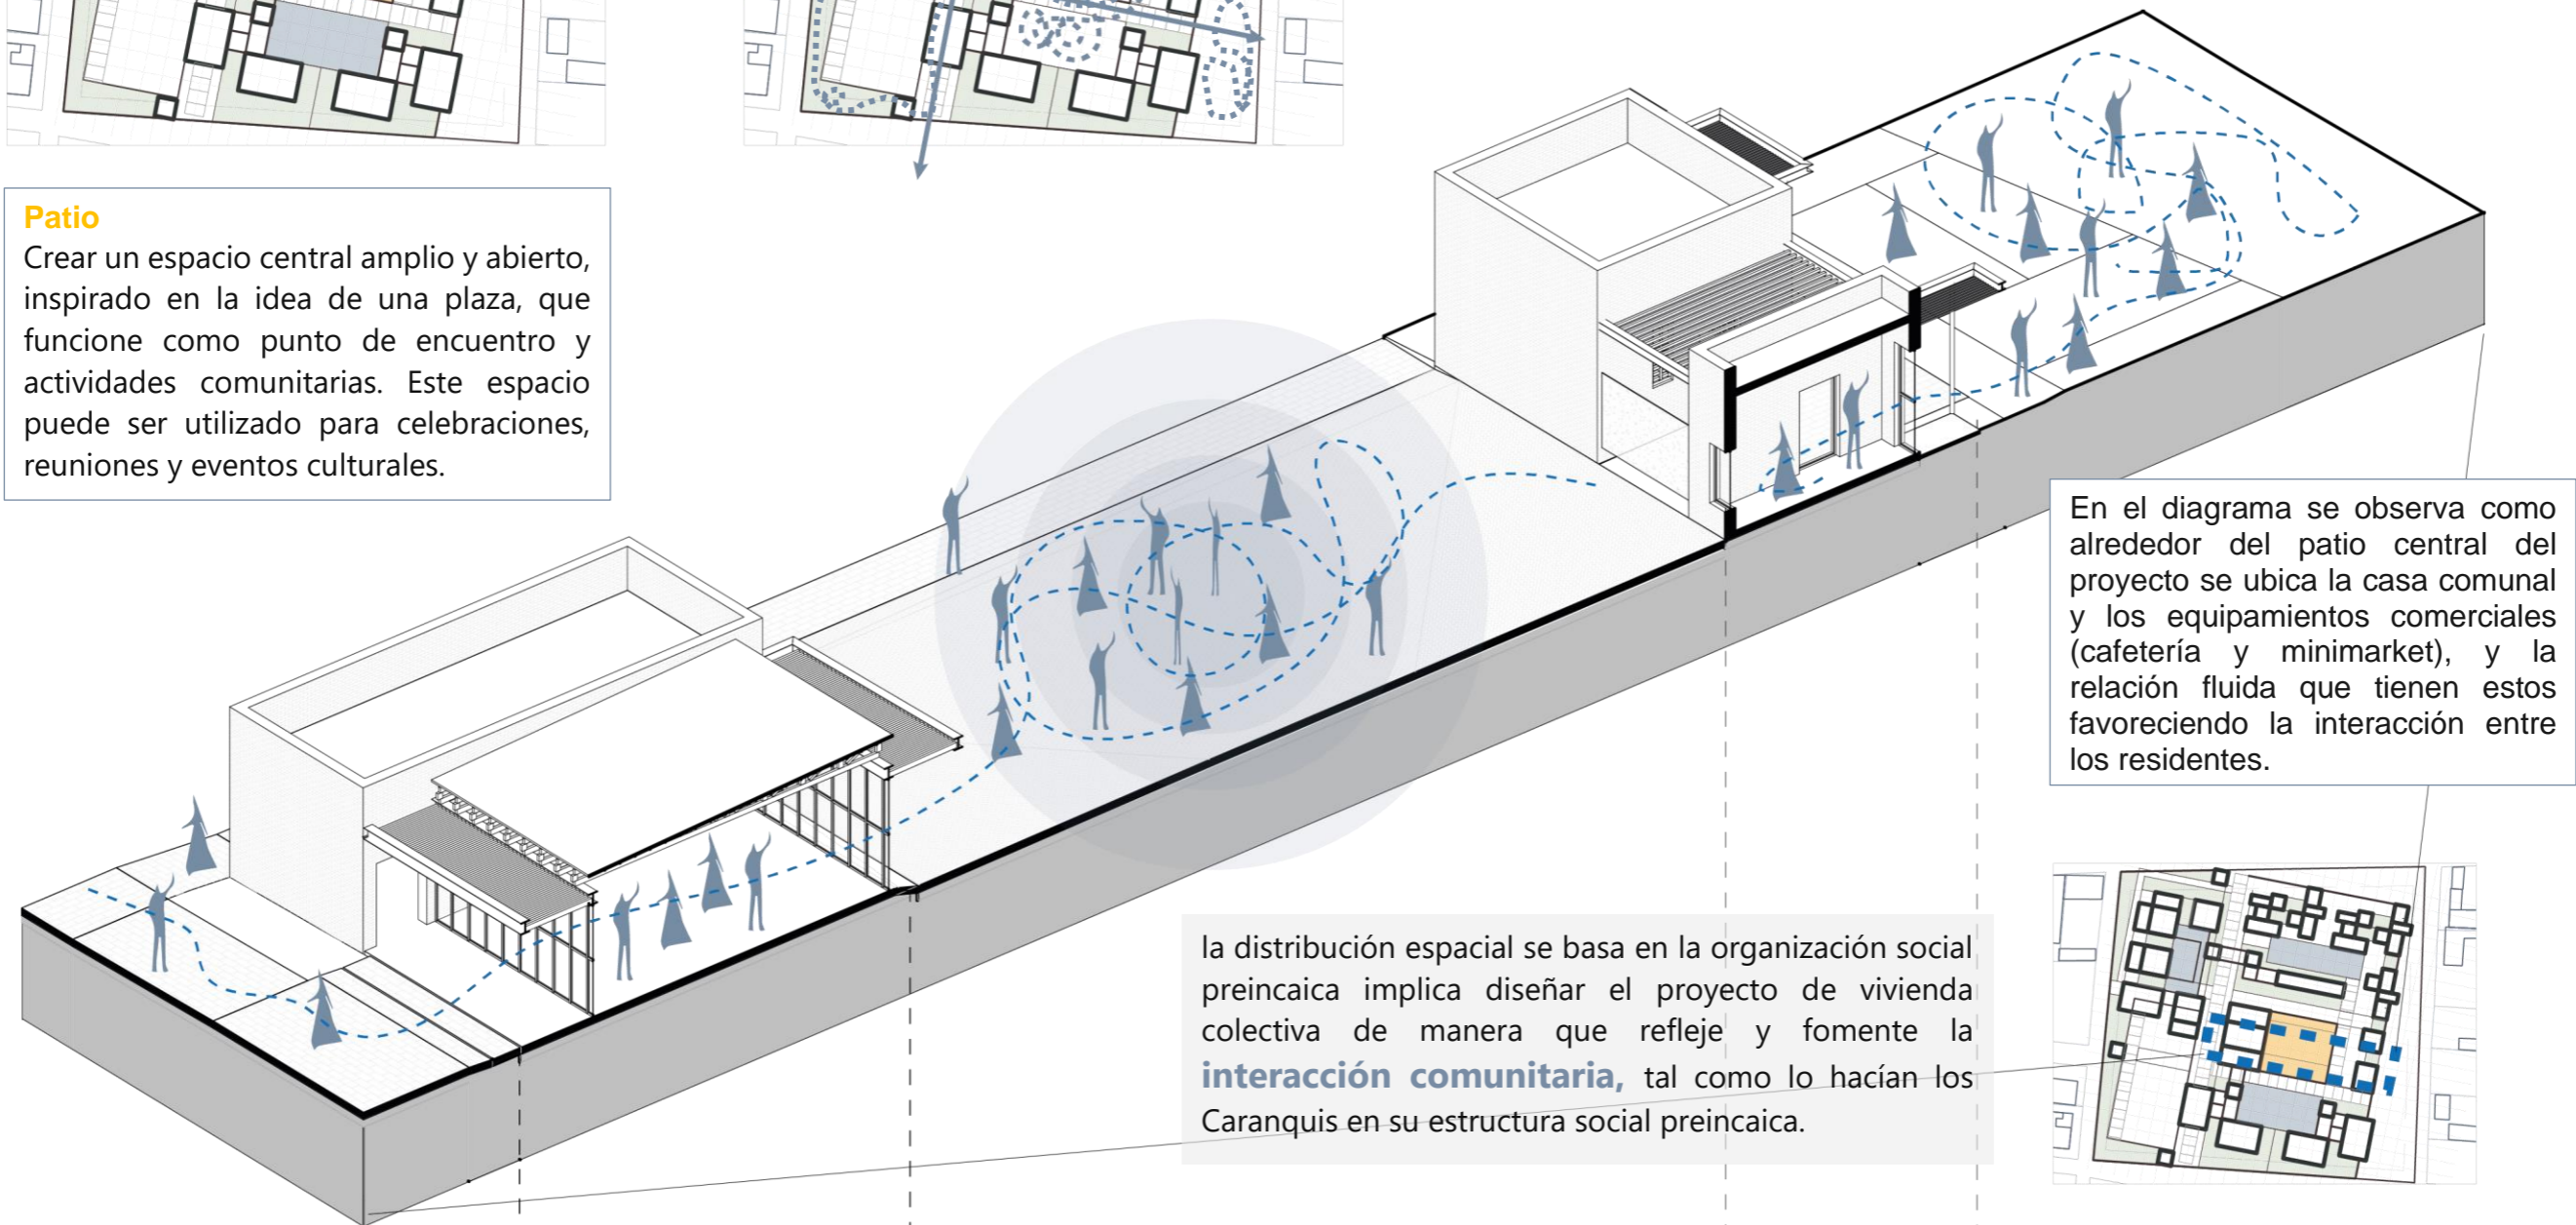 Patio
Crear un espacio central amplio y abierto,
inspirado en la idea de una plaza, que
funcione como punto de encuentro y
actividades comunitarias. Este espacio
puede ser utilizado para celebraciones,
reuniones y eventos culturales.
En el diagrama se observa como
alrededor del patio central del
proyecto se ubica la casa comunal
y los equipamientos comerciales
(cafetería y minimarket), y la
relación fluida que tienen estos
favoreciendo la interacción entre
los residentes.
la distribución espacial se basa en la organización social
preincaica implica diseñar el proyecto de vivienda
colectiva de manera que refleje y fomente la
interacción comunitaria, tal como lo hacían los
Caranquis en su estructura social preincaica.